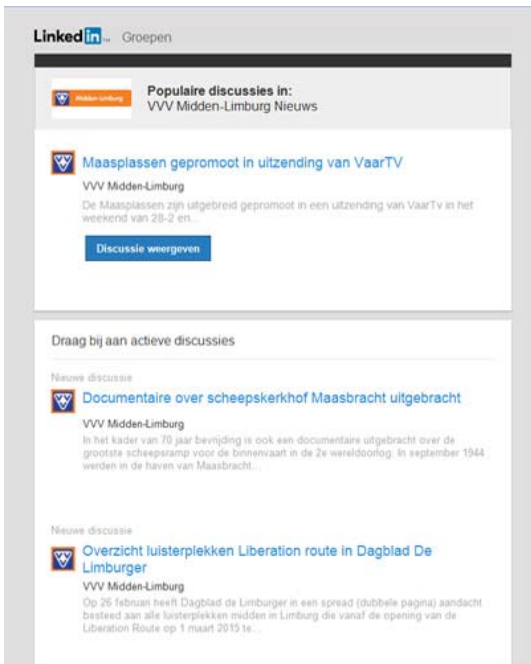 Linked in Groepen
Midden-Limburg
Populaire discussies in:
VVV Midden-Limburg Nieuws
Maasplassen gepromoot in uitzending van VaarTV
VVV Midden-Limburg
De Maasplassen zijn uitgebreid gepromoot in een uitzending van VaarTv in het
weekend van 28-2 en...
Discussie weergeven
Draag bij aan actieve discussies
Nieuwe discussie
Documentaire over scheepskerkhof Maasbracht uitgebracht
VVV Midden-Limburg
In het kader van 70 jaar bevrijding is ook een documentaire uitgebracht over de
grootste scheepsramp voor de binnenvaart in de 2e wereldoorlog. In september 1944
werden in de haven van Maasbracht...
Nieuwe discussie
Overzicht luisterplekken Liberation route in Dagblad De
Limburger
VVV Midden-Limburg
Op 26 februari heeft Dagblad de Limburger in een spread (dubbele pagina) aandacht
besteed aan alle luisterplekken midden in Limburg die vanaf de opening van de
Liberation Route op 1 maart 2015 te...